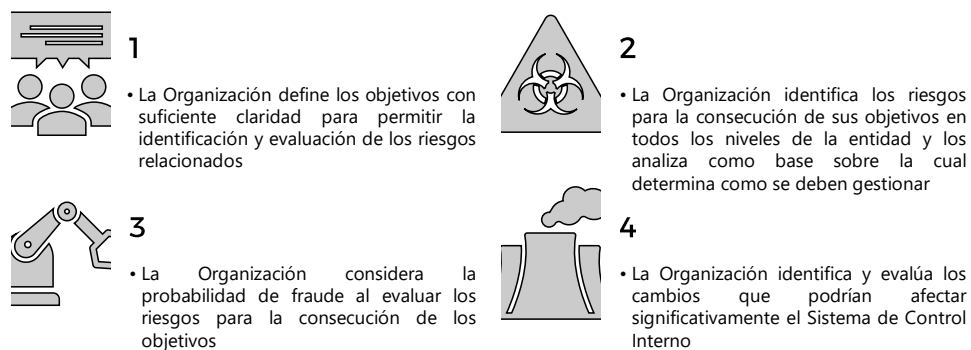 1
• La Organización define los objetivos con
suficiente claridad para permitir la
identificación y evaluación de los riesgos
relacionados
2
• La Organización identifica los riesgos
para la consecución de sus objetivos en
todos los niveles de la entidad y los
analiza como base sobre la cual
determina como se deben gestionar
3
• La Organización considera la
probabilidad de fraude al evaluar los
riesgos para la consecución de los
objetivos
4
• La Organización identifica y evalúa los
cambios que podrían afectar
significativamente el Sistema de Control
Interno